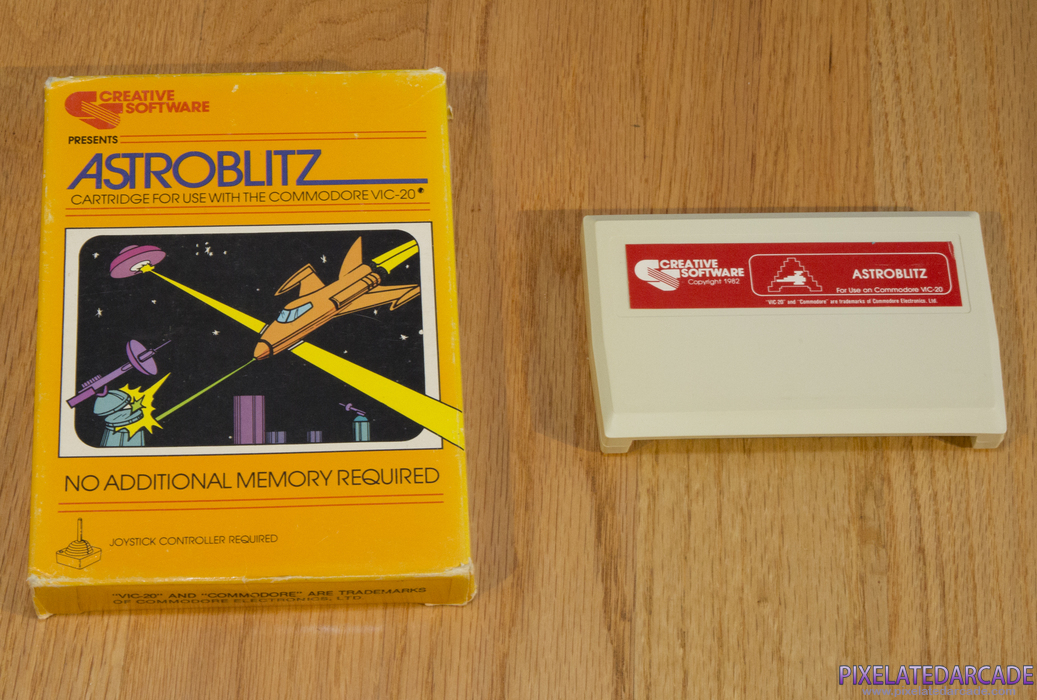 CREATIVE
SOFTWARE
PRESENTS
ASTROBLITZ
CARTRIDGE FOR USE WITH THE COMMODORE VIC-20
NO ADDITIONAL MEMORY REQUIRED
JOYSTICK CONTROLLER REQUIRED
"VIC-20" AND "COMMODORE" ARE TRADEMARKS
OF COMMODORE ELECTRONICS, LTD.
CREATIVE
SOFTWARE
Copyright 1982
ASTROBLITZ
For Use on Commodore VIC-20
"VIC-20" and "Commodore" are trademarks of Commodore Electronics, Ltd.
PIXELATEDARCADE